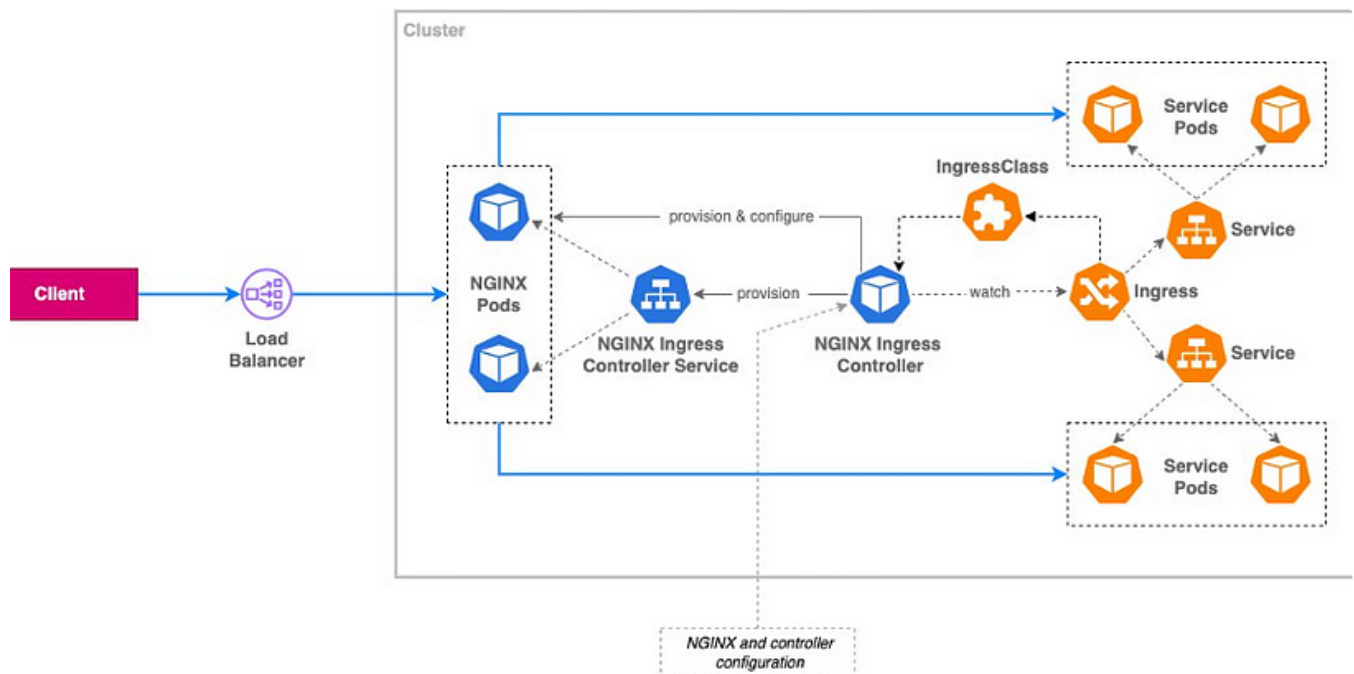 Cluster
Service
Pods
IngressClass
provision & configure
Service
Client
NGINX
Pods
provision
watch
Ingress
Load
Balancer
NGINX Ingress
Controller Service
NGINX Ingress
Controller
Service
Service
Pods
NGINX and controller
configuration